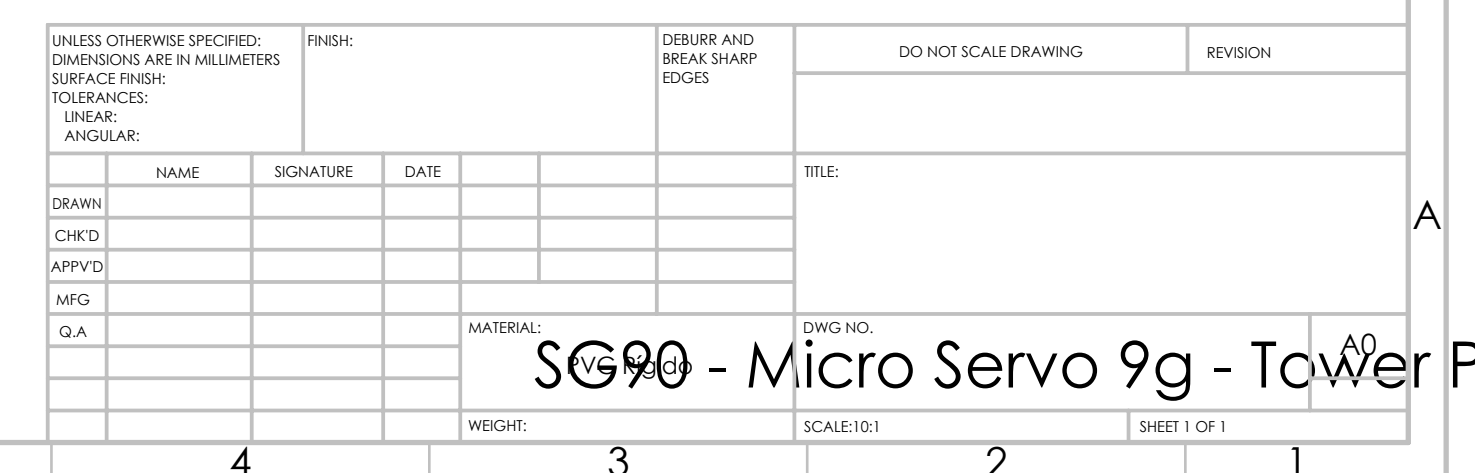 UNLESS OTHERWISE SPECIFIED:
DIMENSIONS ARE IN MILLIMETERS
SURFACE FINISH:
TOLERANCES:
LINEAR:
ANGULAR:
FINISH:
DEBURR AND
BREAK SHARP
EDGES
DO NOT SCALE DRAWING
REVISION
NAME
SIGNATURE
DATE
TITLE:
DRAWN
CHK'D
APPV'D
MFG
Q.A
A
MATERIAL:
DWG NO.
SG90 - Micro Servo 9g - Tower P
A0
WEIGHT:
SCALE:10:1
SHEET 1 OF 1
4
3
2
1